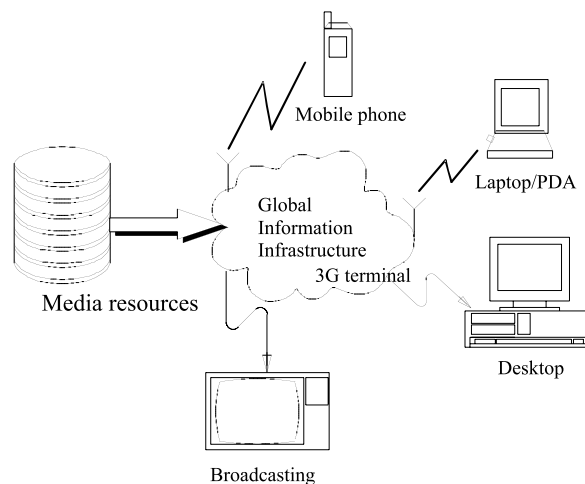 Mobile phone
Laptop/PDA
Global
Information
Infrastructure
3G terminal
Media resources
Desktop
Broadcasting